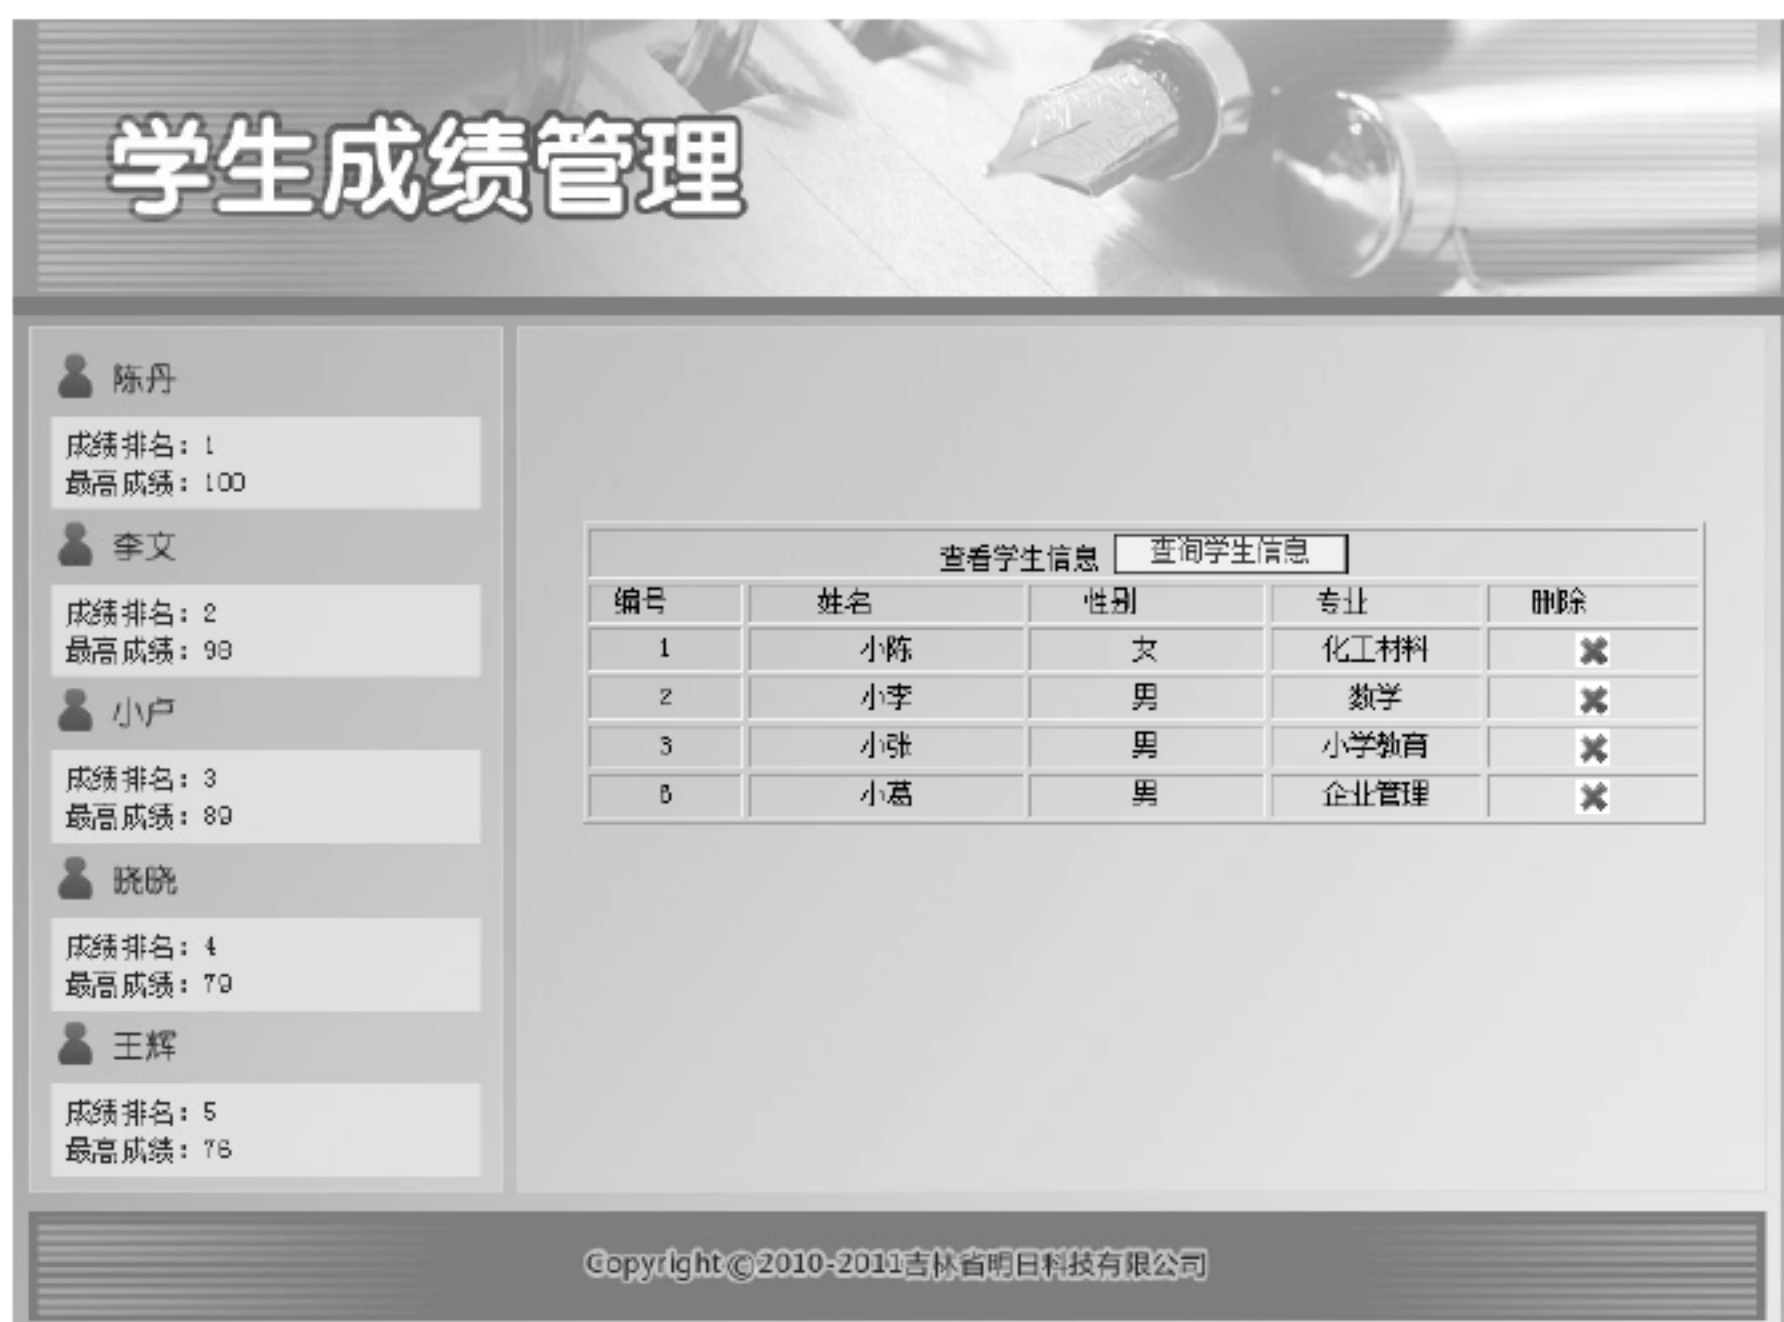 学生成绩管理
陈丹
成绩排名：1
最高成绩：100
李文
成绩排名：2
最高成绩：98
小卢
成绩排名：3
最高成绩：89
晓晓
成绩排名：4
最高成绩：79
王辉
成绩排名：5
最高成绩：76
查看学生信息 查询学生信息
编号 姓名 性别 专业 删除
1 小陈 女 化工材料
2 小李 男 数学
3 小张 男 小学教育
小葛 男 企业管理
Copyright©2010-2011吉林省明日科技有限公司